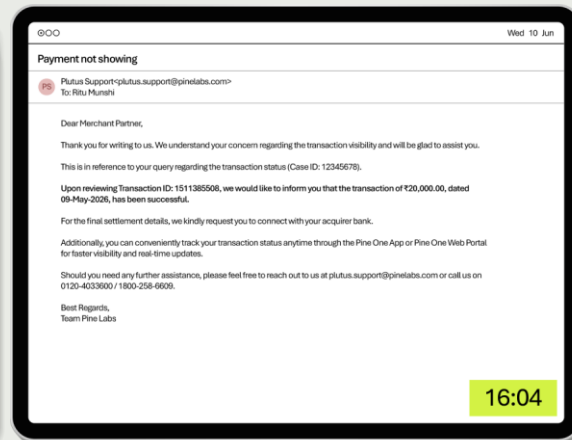 Wed 10 Jun
Payment not showing
PS
Plutus Support<plutus.support@pinelabs.com>
To: Ritu Munshi
Dear Merchant Partner,
Thank you for writing to us. We understand your concern regarding the transaction visibility and will be glad to assist you.
This is in reference to your query regarding the transaction status (Case ID: 12345678).
Upon reviewing Transaction ID: 1511385508, we would like to inform you that the transaction of ₹20,000.00, dated
09-May-2026, has been successful.
For the final settlement details, we kindly request you to connect with your acquirer bank.
Additionally, you can conveniently track your transaction status anytime through the Pine One App or Pine One Web Portal
for faster visibility and real-time updates.
Should you need any further assistance, please feel free to reach out to us at plutus.support@pinelabs.com or call us on
0120-4033600 / 1800-258-6609.
Best Regards,
Team Pine Labs
16:04